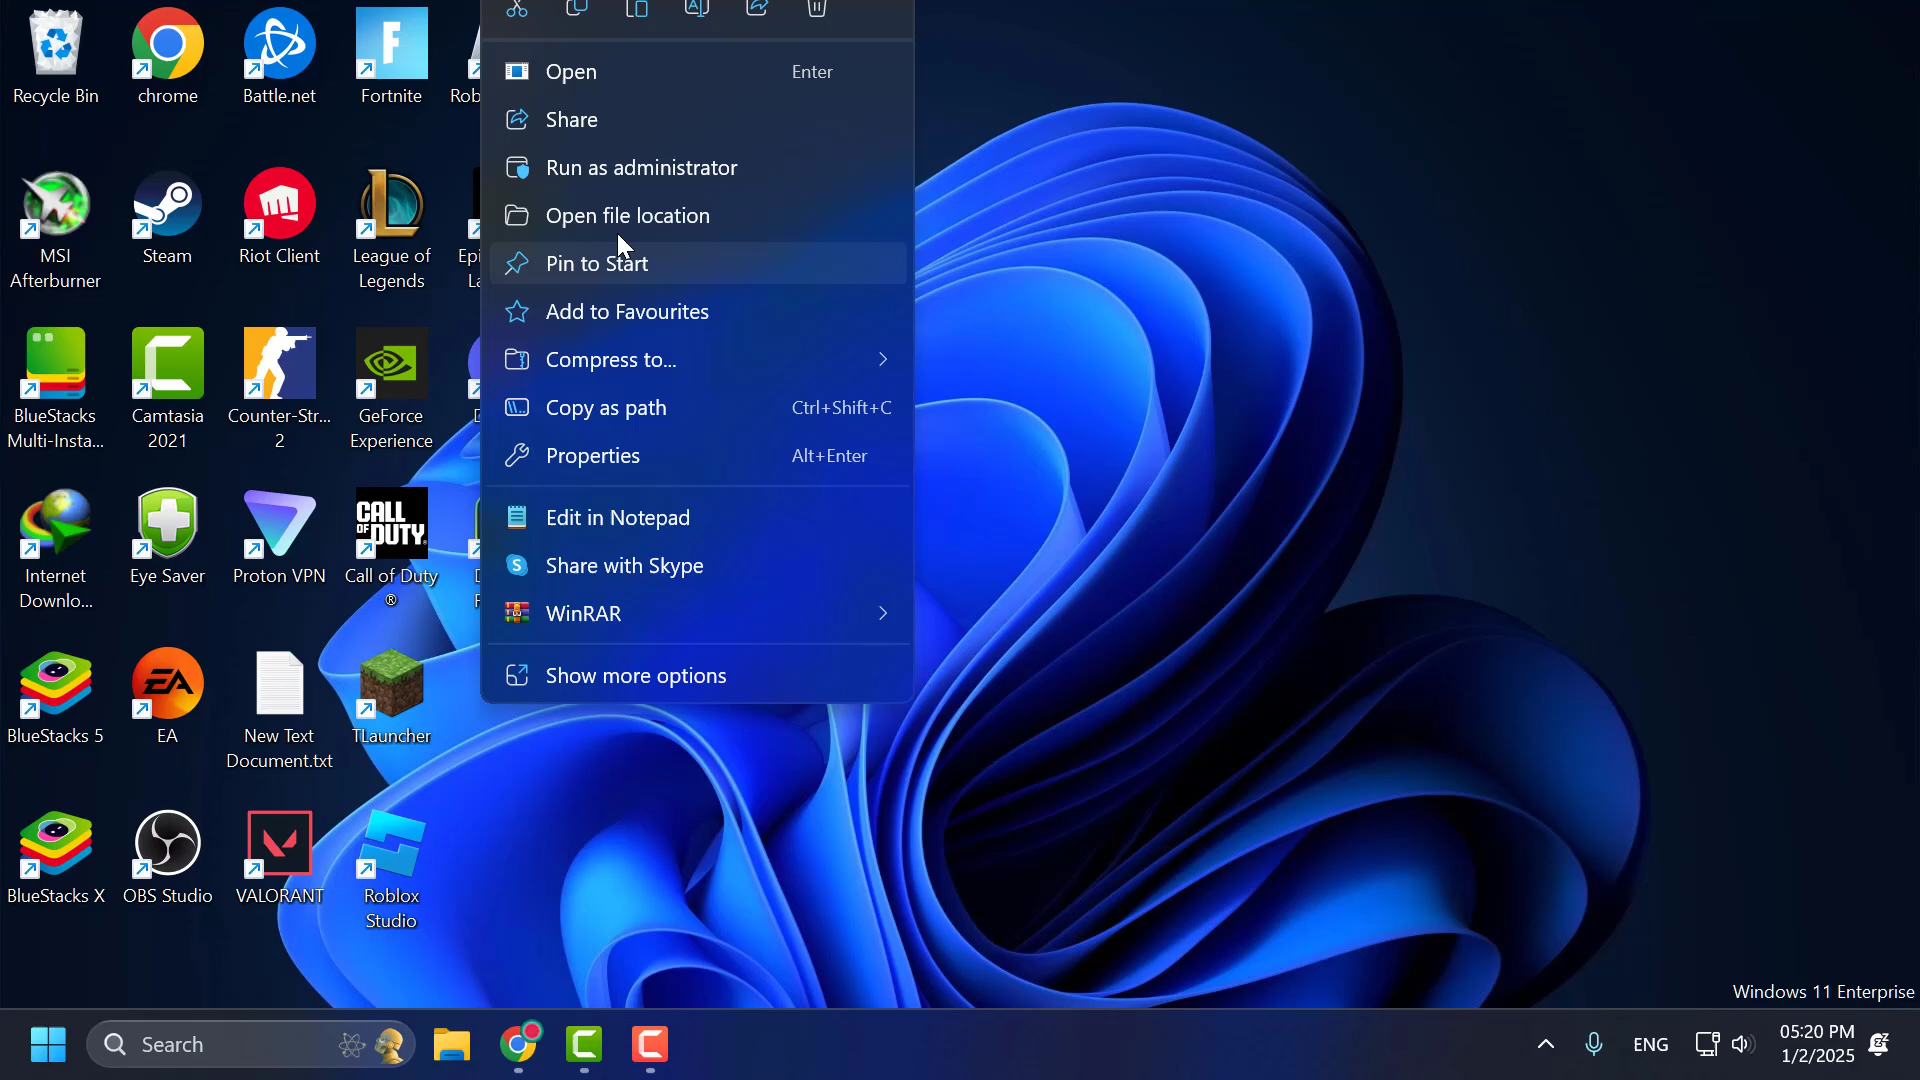 Recycle Bin
chrome
Battle.net
Fortnite
Rob
MSI
Afterburner
Steam
Riot Client
League of
Legends
Epi
La
BlueStacks
Multi-Insta...
Camtasia
2021
Counter-Str...
2
GeForce
Experience
Internet
Downlo...
Eye Saver
Proton VPN
CALL
OF DUTY
Call of Duty
®
BlueStacks 5
EA
EA
New Text
Document.txt
TLauncher
BlueStacks X
OBS Studio
VALORANT
Roblox
Studio
Open Enter
Share
Run as administrator
Open file location
Pin to Start
Add to Favourites
Compress to...
Copy as path Ctrl+Shift+C
Properties Alt+Enter
Edit in Notepad
Share with Skype
WinRAR
Show more options
Windows 11 Enterprise
Search
ENG
05:20 PM
1/2/2025